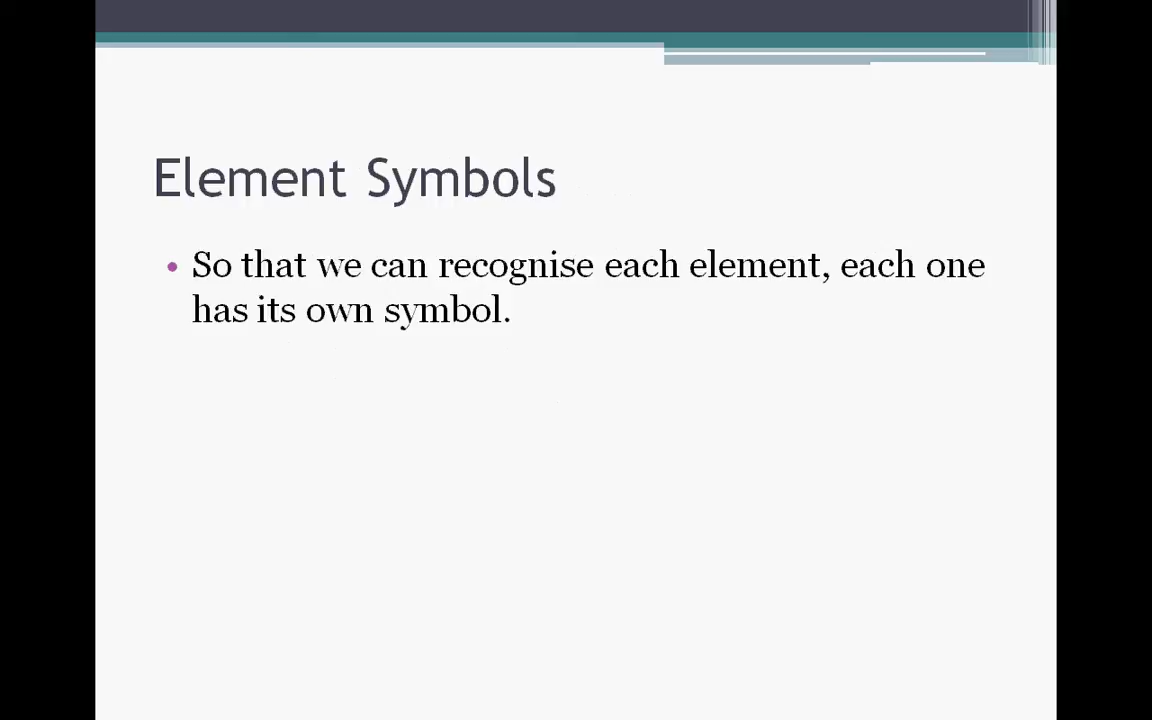 Element Symbols
• So that we can recognise each element, each one
has its own symbol.